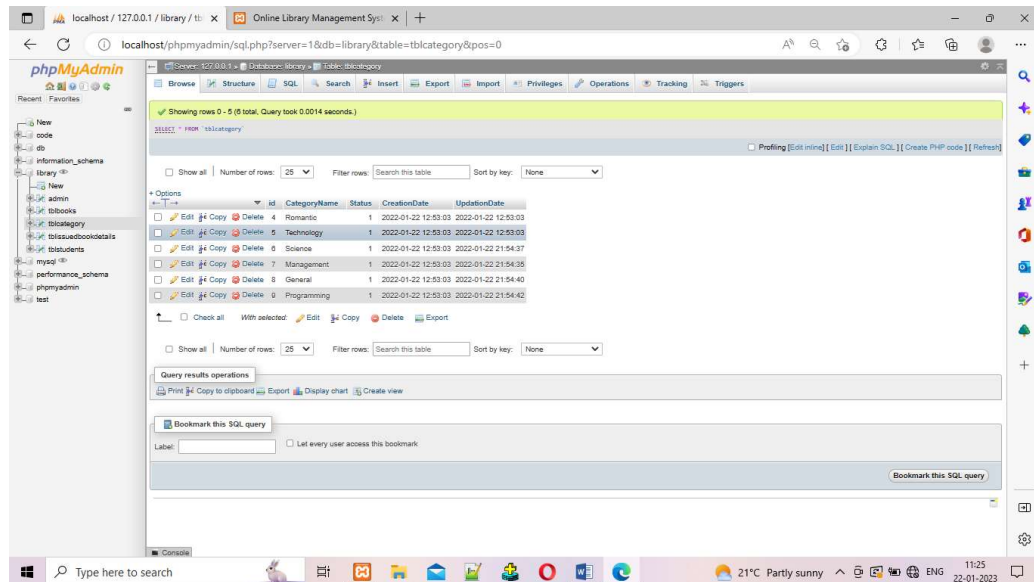 localhost / 127.0.0.1 / library / tb
Online Library Management Syst
localhost/phpmyadmin/sql.php?server=1&db=library&table=tblcategory&pos=0
phpMyAdmin
Recent Favorites
New
code
db
information_schema
library
New
admin
tblbooks
tblcategory
tblissuedbookdetails
tblstudents
mysql
performance_schema
phpmyadmin
test
Server: 127.0.0.1 » Database: library » Table: tblcategory
Browse Structure SQL Search Insert Export Import Privileges Operations Tracking Triggers
Showing rows 0 - 5 (6 total, Query took 0.0014 seconds.)
SELECT * FROM `tblcategory`
Profiling [Edit inline] [ Edit ] [ Explain SQL ] [ Create PHP code ] [ Refresh]
Show all Number of rows: 25 Filter rows: Search this table Sort by key: None
+ Options
id CategoryName Status CreationDate UpdationDate
Edit Copy Delete 4 Romantic 1 2022-01-22 12:53:03 2022-01-22 12:53:03
Edit Copy Delete 5 Technology 1 2022-01-22 12:53:03 2022-01-22 12:53:03
Edit Copy Delete 6 Science 1 2022-01-22 12:53:03 2022-01-22 21:54:37
Edit Copy Delete 7 Management 1 2022-01-22 12:53:03 2022-01-22 21:54:35
Edit Copy Delete 8 General 1 2022-01-22 12:53:03 2022-01-22 21:54:40
Edit Copy Delete 9 Programming 1 2022-01-22 12:53:03 2022-01-22 21:54:42
Check all With selected: Edit Copy Delete Export
Show all Number of rows: 25 Filter rows: Search this table Sort by key: None
Query results operations
Print Copy to clipboard Export Display chart Create view
Bookmark this SQL query
Label: Let every user access this bookmark
Bookmark this SQL query
Console
Type here to search
21°C Partly sunny ENG 11:25
22-01-2023